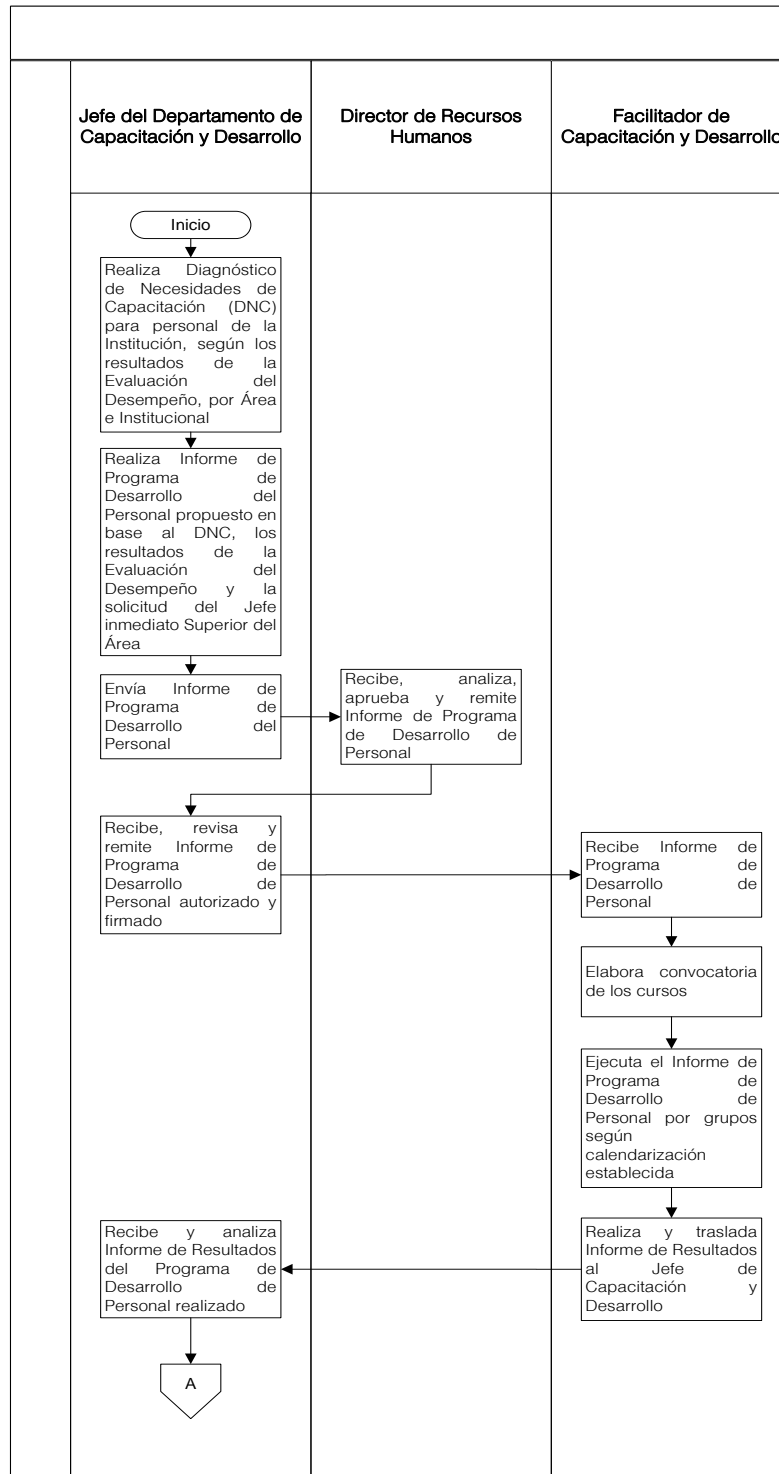 Jefe del Departamento de
Capacitación y Desarrollo
Director de Recursos
Humanos
Facilitador de
Capacitación y Desarrollo
Inicio
Realiza Diagnóstico
de Necesidades de
Capacitación (DNC)
para personal de la
Institución, según los
resultados de la
Evaluación del
Desempeño, por Área
e Institucional
Realiza Informe de
Programa de
Desarrollo del
Personal propuesto en
base al DNC, los
resultados de la
Evaluación del
Desempeño y la
solicitud del Jefe
inmediato Superior del
Área
Envía Informe de
Programa de
Desarrollo del
Personal
Recibe, analiza,
aprueba y remite
Informe de Programa
de Desarrollo de
Personal
Recibe, revisa y
remite Informe de
Programa de
Desarrollo de
Personal autorizado y
firmado
Recibe Informe de
Programa de
Desarrollo de
Personal
Elabora convocatoria
de los cursos
Ejecuta el Informe de
Programa de
Desarrollo de
Personal por grupos
según
calendarización
establecida
Realiza y traslada
Informe de Resultados
al Jefe de
Capacitación y
Desarrollo
Recibe y analiza
Informe de Resultados
del Programa de
Desarrollo de
Personal realizado
A